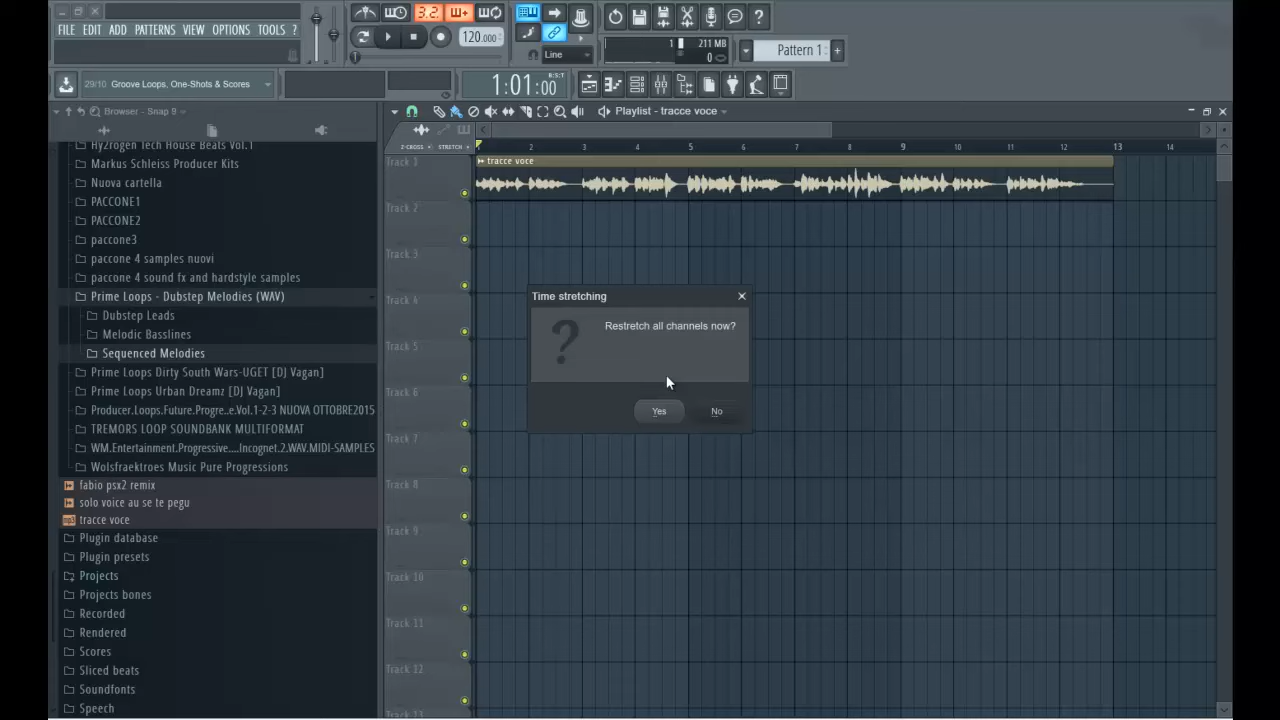 FILE EDIT ADD PATTERNS VIEW OPTIONS TOOLS ?
3.2.
120.000
Line
1 211 MB
0
Pattern 1
29/10 Groove Loops, One-Shots & Scores
1:01:00 B:S:T
Browser - Snap 9
Playlist - tracce voce
Z-CROSS STRETCH
2 3 4 5 6 7 8 9 10 11 12 13 14
tracce voce
Hy2rogen Tech House Beats Vol.1
Markus Schleiss Producer Kits
Nuova cartella
PACCONE1
PACCONE2
paccone3
paccone 4 samples nuovi
paccone 4 sound fx and hardstyle samples
Prime Loops - Dubstep Melodies (WAV)
Dubstep Leads
Melodic Basslines
Sequenced Melodies
Prime Loops Dirty South Wars-UGET [DJ Vagan]
Prime Loops Urban Dreamz [DJ Vagan]
Producer.Loops.Future.Progre..e.Vol.1-2-3 NUOVA OTTOBRE2015
TREMORS LOOP SOUNDBANK MULTIFORMAT
WM.Entertainment.Progressive....Incognet.2.WAV.MIDI-SAMPLES
Wolsfraektroes Music Pure Progressions
fabio psx2 remix
solo voice au se te pegu
mp3 tracce voce
Plugin database
Plugin presets
Projects
Projects bones
Recorded
Rendered
Scores
Sliced beats
Soundfonts
Speech
Track 1
Track 2
Track 3
Track 4
Track 5
Track 6
Track 7
Track 8
Track 9
Track 10
Track 11
Track 12
Track 13
Time stretching
Restretch all channels now?
?
Yes No